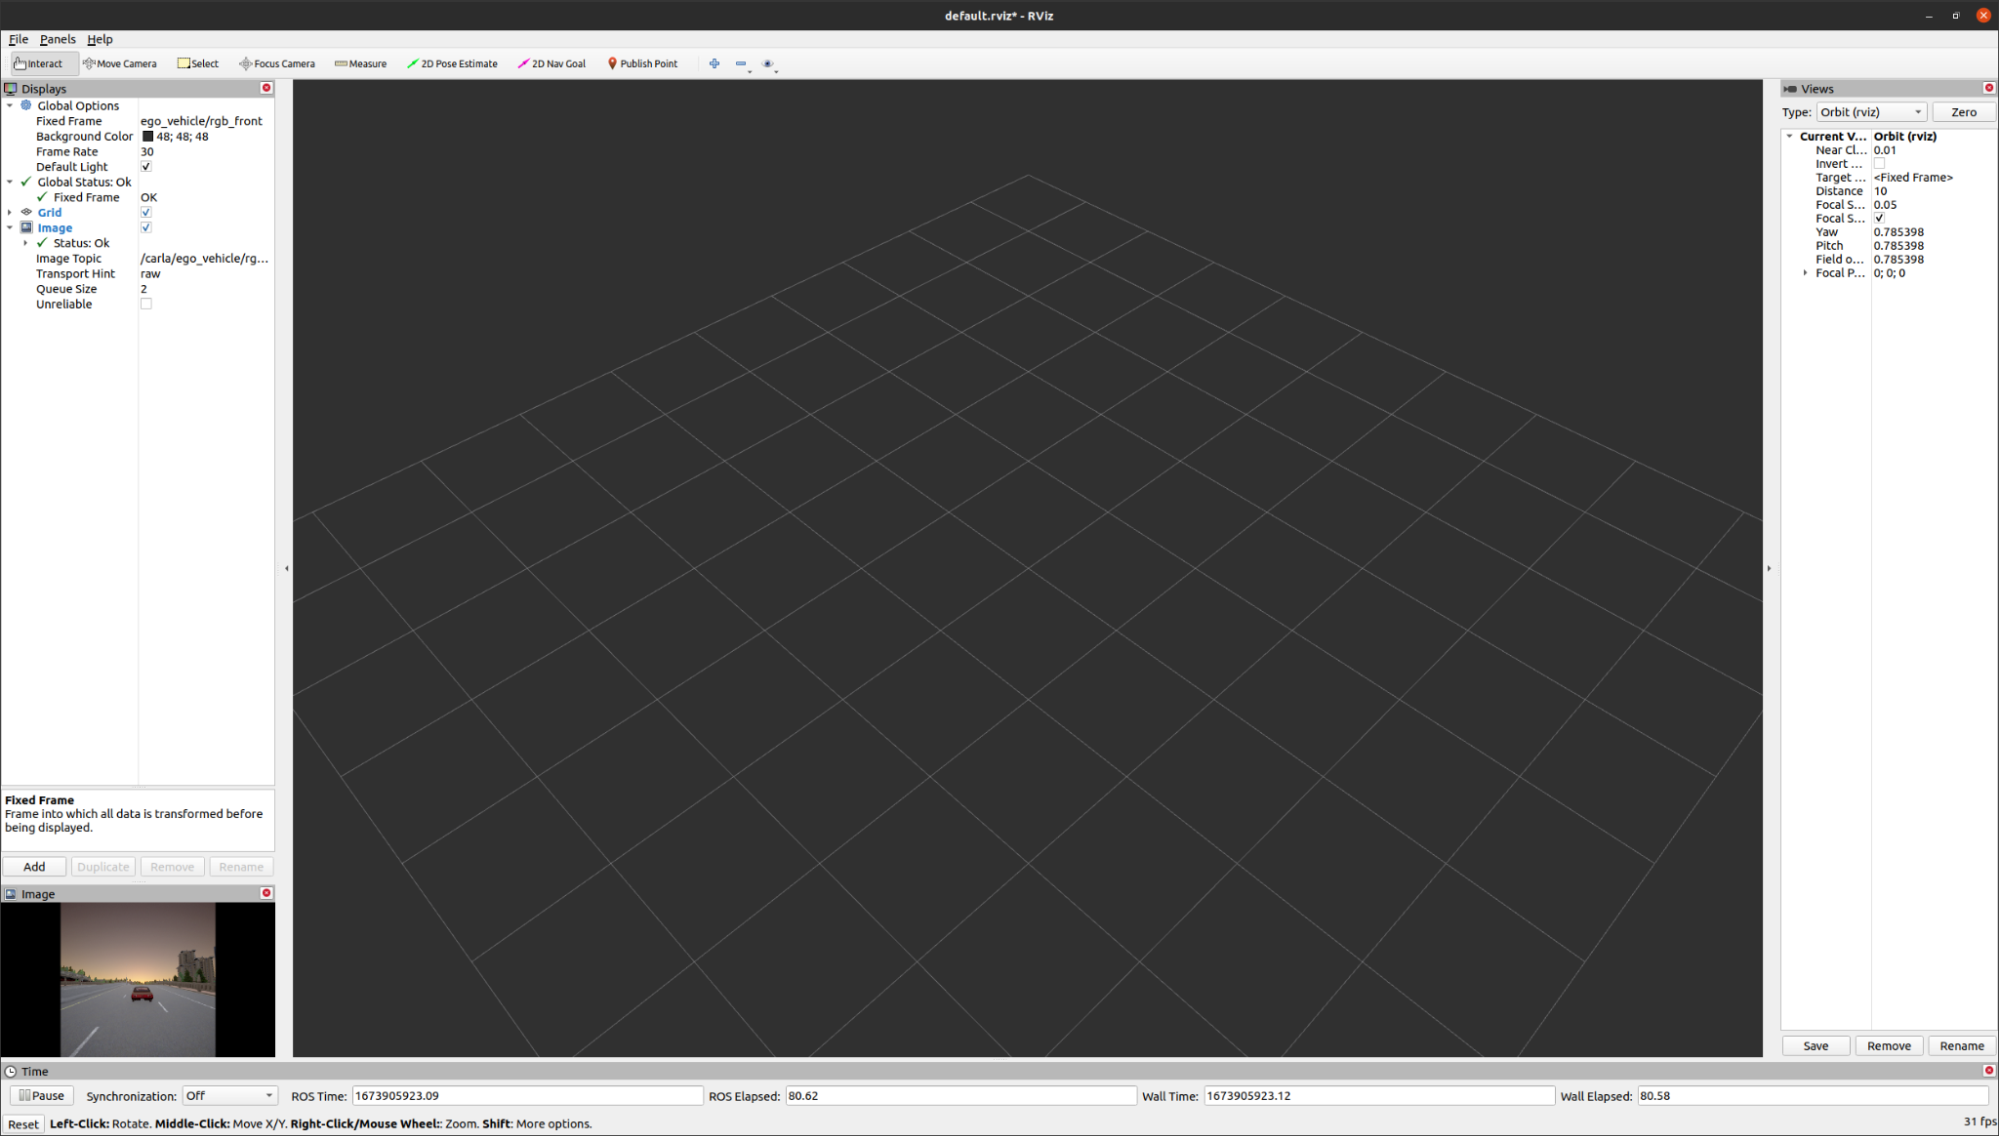 default.rviz* - RViz
File Panels Help
Interact Move Camera Select Focus Camera Measure 2D Pose Estimate 2D Nav Goal Publish Point
Displays
Global Options
Fixed Frame ego_vehicle/rgb_front
Background Color 48; 48; 48
Frame Rate 30
Default Light
Global Status: Ok
Fixed Frame OK
Grid
Image
Status: Ok
Image Topic /carla/ego_vehicle/rg...
Transport Hint raw
Queue Size 2
Unreliable
Fixed Frame
Frame into which all data is transformed before
being displayed.
Add Duplicate Remove Rename
Image
Views
Type: Orbit (rviz) Zero
Current V... Orbit (rviz)
Near Cl... 0.01
Invert ...
Target ... <Fixed Frame>
Distance 10
Focal S... 0.05
Focal S...
Yaw 0.785398
Pitch 0.785398
Field o... 0.785398
Focal P... 0; 0; 0
Save Remove Rename
Time
Pause Synchronization: Off ROS Time: 1673905923.09 ROS Elapsed: 80.62 Wall Time: 1673905923.12 Wall Elapsed: 80.58
Reset Left-Click: Rotate. Middle-Click: Move X/Y. Right-Click/Mouse Wheel:: Zoom. Shift: More options. 31 fps